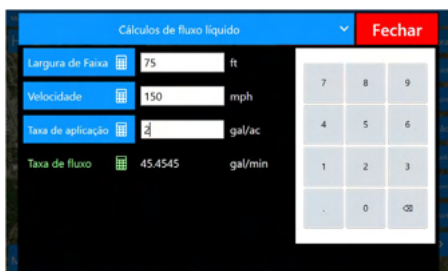 Cálculos de fluxo líquido
Fechar
Largura de Faixa 75 ft
Velocidade 150 mph
Taxa de aplicação 2 gal/ac
Taxa de fluxo 45.4545 gal/min
7 8 9
4 5 6
1 2 3
. 0